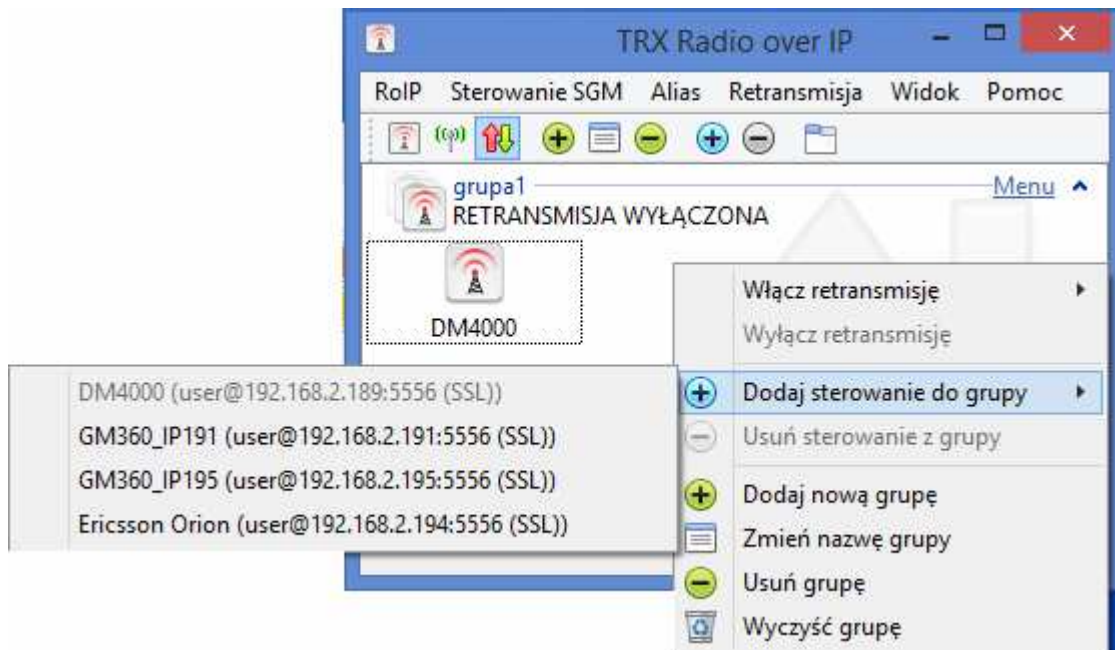 TRX Radio over IP
RoIP Sterowanie SGM Alias Retransmisja Widok Pomoc
grupa1 Menu
RETRANSMISJA WYŁĄCZONA
DM4000
Włącz retransmisję
Wyłącz retransmisję
Dodaj sterowanie do grupy
Usuń sterowanie z grupy
Dodaj nową grupę
Zmień nazwę grupy
Usuń grupę
Wyczyść grupę
DM4000 (user@192.168.2.189:5556 (SSL))
GM360_IP191 (user@192.168.2.191:5556 (SSL))
GM360_IP195 (user@192.168.2.195:5556 (SSL))
Ericsson Orion (user@192.168.2.194:5556 (SSL))